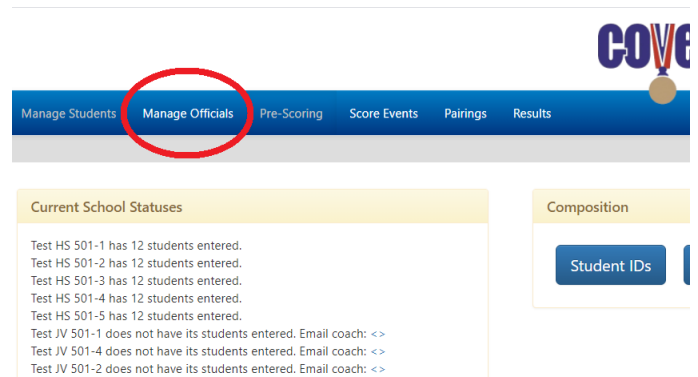 COVE
Manage Students Manage Officials Pre-Scoring Score Events Pairings Results
Current School Statuses
Test HS 501-1 has 12 students entered.
Test HS 501-2 has 12 students entered.
Test HS 501-3 has 12 students entered.
Test HS 501-4 has 12 students entered.
Test HS 501-5 has 12 students entered.
Test JV 501-1 does not have its students entered. Email coach: <>
Test JV 501-4 does not have its students entered. Email coach: <>
Test JV 501-2 does not have its students entered. Email coach: <>
Composition
Student IDs